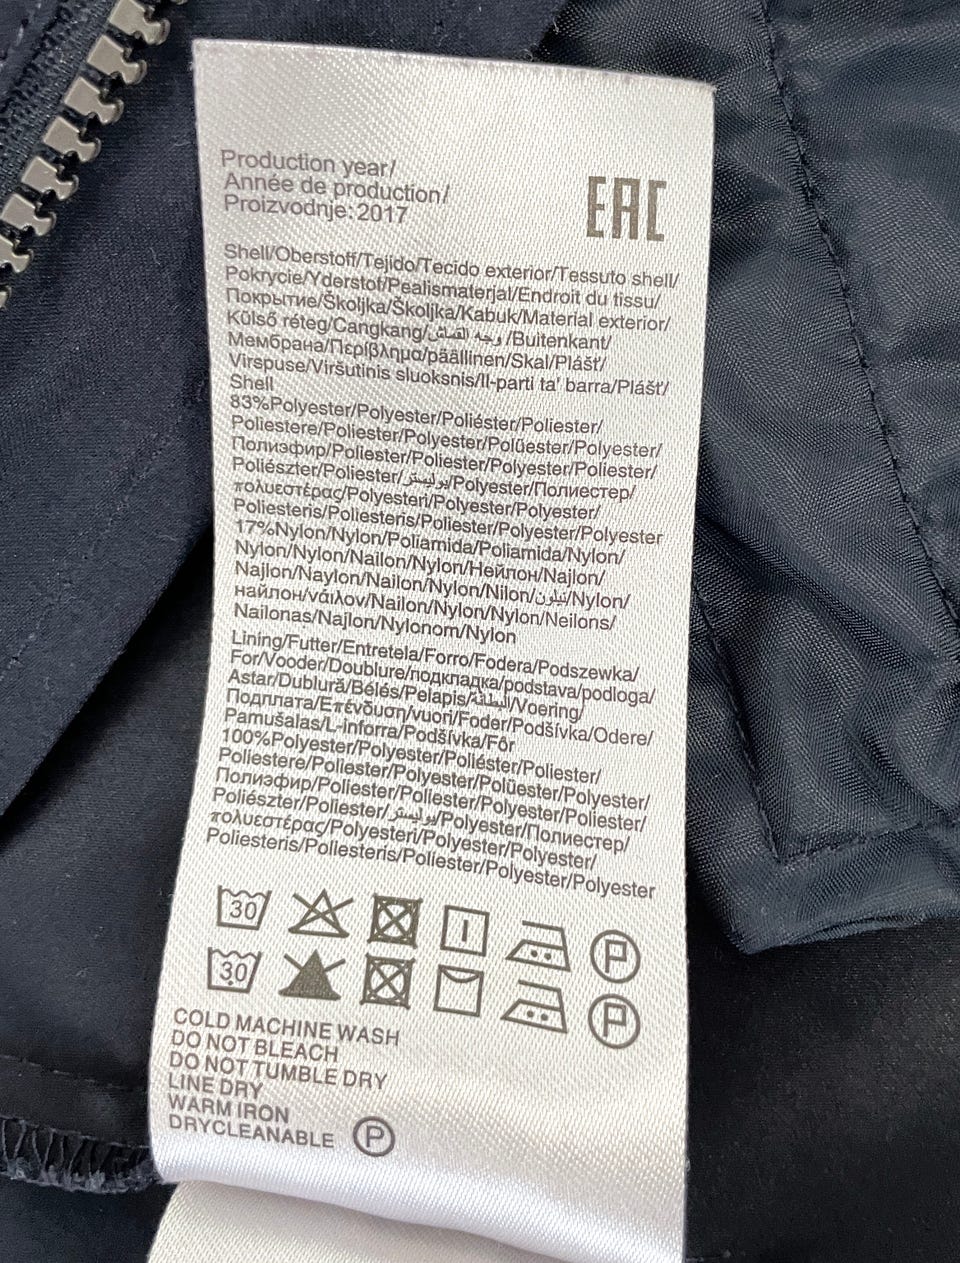 Production year/
Année de production/
Proizvodnje: 2017
EAC
Shell/Oberstoff/Tejido/Tecido exterior/Tessuto shell/
Pokrycie/Yderstof/Pealismaterjal/Endroit du tissu/
Покрытие/Školjka/Školjka/Kabuk/Material exterior/
Külső réteg/Cangkang/وجه القماش/Buitenkant/
Мембрана/Περίβλημα/päällinen/Skal/Plášť/
Virspuse/Viršutinis sluoksnis/Il-parti ta' barra/Plášť/
Shell
83%Polyester/Polyester/Poliéster/Poliester/
Poliestere/Poliester/Polyester/Polüester/Polyester/
Полиэфир/Poliester/Poliester/Polyester/Poliester/
Poliészter/Poliester/بوليستر/Polyester/Полиестер/
πολυεστέρας/Polyesteri/Polyester/Polyester/
Poliesteris/Poliesteris/Poliester/Polyester/Polyester
17%Nylon/Nylon/Poliamida/Poliamida/Nylon/
Nylon/Nylon/Nailon/Nylon/Нейлон/Najlon/
Najlon/Naylon/Nailon/Nylon/Nilon/نيلون/Nylon/
найлон/νάιλον/Nailon/Nylon/Nylon/Neilons/
Nailonas/Najlon/Nylonom/Nylon
Lining/Futter/Entretela/Forro/Fodera/Podszewka/
For/Vooder/Doublure/подкладка/podstava/podloga/
Astar/Dublură/Bélés/Pelapis/البطانة/Voering/
Подплата/Επένδυση/vuori/Foder/Podšívka/Odere/
Pamušalas/L-inforra/Podšívka/Fôr
100%Polyester/Polyester/Poliéster/Poliester/
Poliestere/Poliester/Polyester/Polüester/Polyester/
Полиэфир/Poliester/Poliester/Polyester/Poliester/
Poliészter/Poliester/بوليستر/Polyester/Полиестер/
πολυεστέρας/Polyesteri/Polyester/Polyester/
Poliesteris/Poliesteris/Poliester/Polyester/Polyester
30 P
30 P
COLD MACHINE WASH
DO NOT BLEACH
DO NOT TUMBLE DRY
LINE DRY
WARM IRON
DRYCLEANABLE P